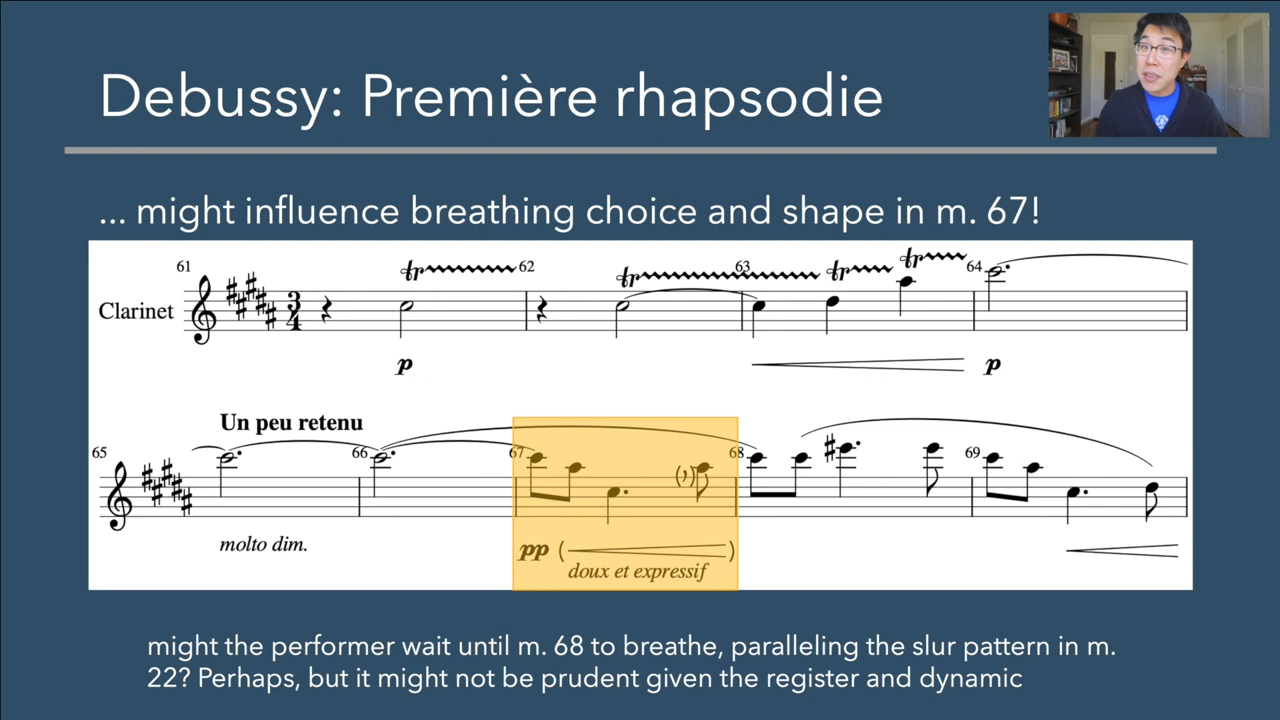 Debussy: Première rhapsodie
... might influence breathing choice and shape in m. 67!
61 tr 62 tr 63 tr tr 64
Clarinet 3 4
p p
Un peu retenu
65 66 67 (,) 68 69
molto dim. pp ( )
doux et expressif
might the performer wait until m. 68 to breathe, paralleling the slur pattern in m.
22? Perhaps, but it might not be prudent given the register and dynamic